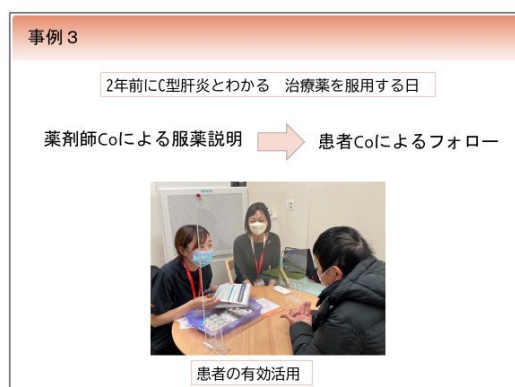 事例３
2年前にC型肝炎とわかる　治療薬を服用する日
薬剤師Coによる服薬説明
患者Coによるフォロー
患者の有効活用